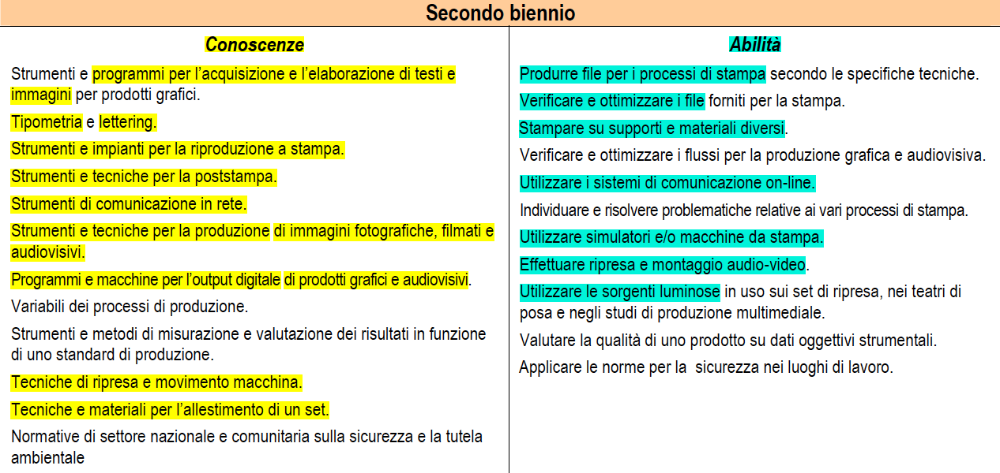 Secondo biennio
Conoscenze
Strumenti e programmi per l'acquisizione e l'elaborazione di testi e
immagini per prodotti grafici.
Tipometria e lettering.
Strumenti e impianti per la riproduzione a stampa.
Strumenti e tecniche per la poststampa.
Strumenti di comunicazione in rete.
Strumenti e tecniche per la produzione di immagini fotografiche, filmati e
audiovisivi.
Programmi e macchine per l'output digitale di prodotti grafici e audiovisivi.
Variabili dei processi di produzione.
Strumenti e metodi di misurazione e valutazione dei risultati in funzione
di uno standard di produzione.
Tecniche di ripresa e movimento macchina.
Tecniche e materiali per l'allestimento di un set.
Normative di settore nazionale e comunitaria sulla sicurezza e la tutela
ambientale
Abilità
Produrre file per i processi di stampa secondo le specifiche tecniche.
Verificare e ottimizzare i file forniti per la stampa.
Stampare su supporti e materiali diversi.
Verificare e ottimizzare i flussi per la produzione grafica e audiovisiva.
Utilizzare i sistemi di comunicazione on-line.
Individuare e risolvere problematiche relative ai vari processi di stampa.
Utilizzare simulatori e/o macchine da stampa.
Effettuare ripresa e montaggio audio-video.
Utilizzare le sorgenti luminose in uso sui set di ripresa, nei teatri di
posa e negli studi di produzione multimediale.
Valutare la qualità di uno prodotto su dati oggettivi strumentali.
Applicare le norme per la  sicurezza nei luoghi di lavoro.